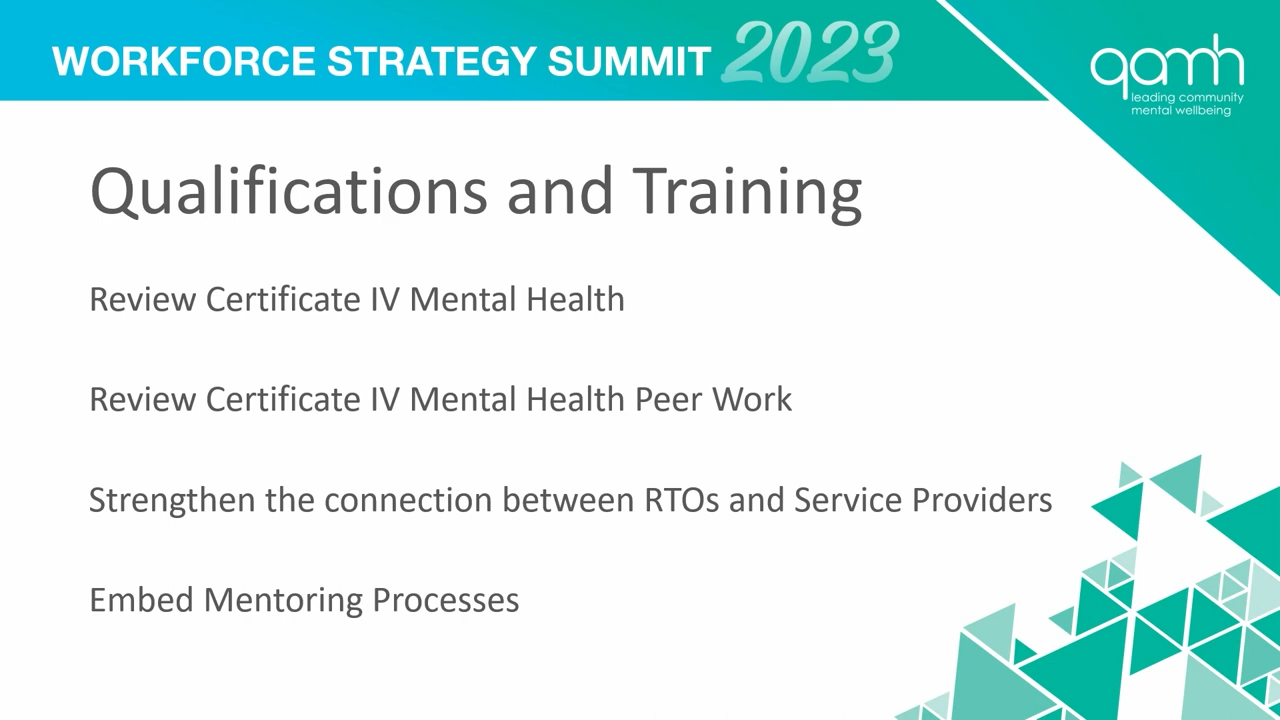 WORKFORCE STRATEGY SUMMIT 2023
qamh
leading community
mental wellbeing
Qualifications and Training
Review Certificate IV Mental Health
Review Certificate IV Mental Health Peer Work
Strengthen the connection between RTOs and Service Providers
Embed Mentoring Processes